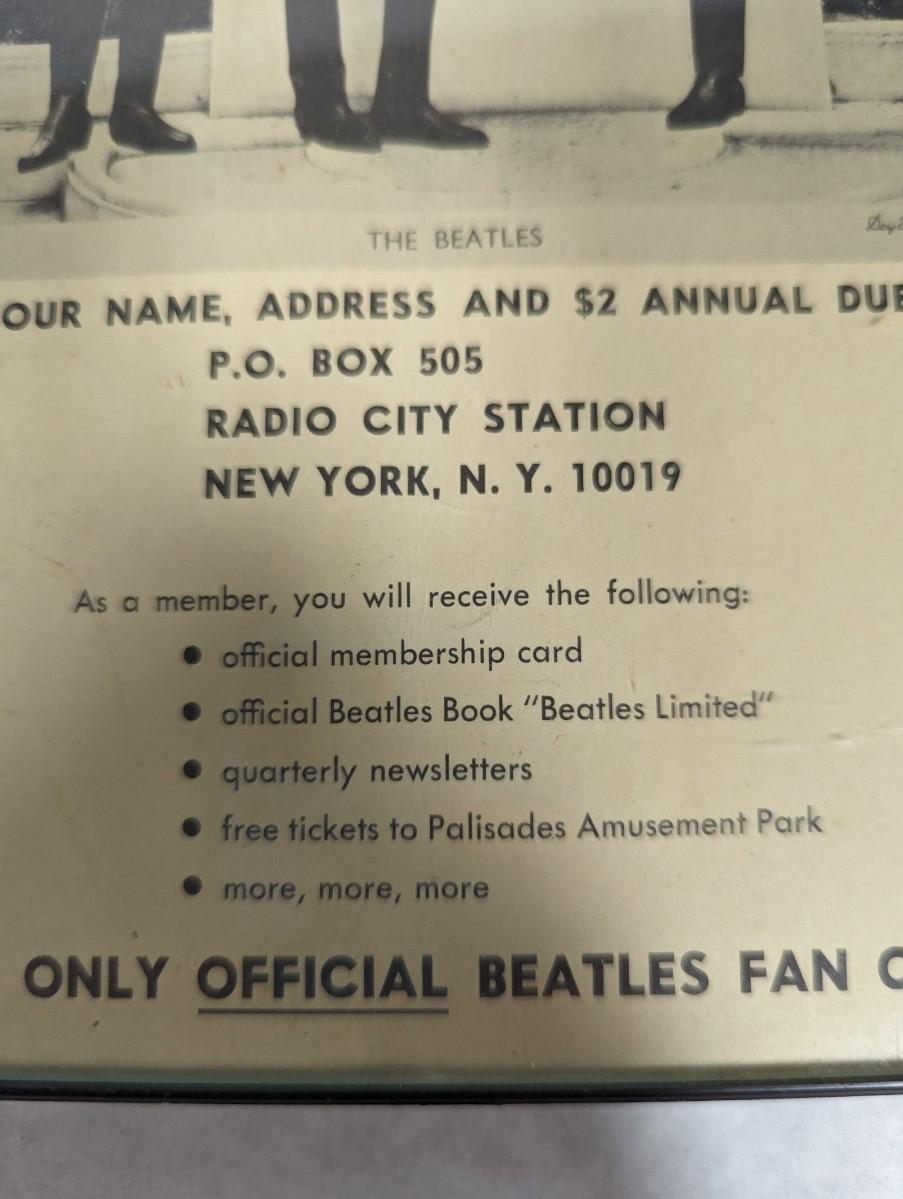 THE BEATLES
OUR NAME, ADDRESS AND $2 ANNUAL DUE
P.O. BOX 505
RADIO CITY STATION
NEW YORK, N. Y. 10019
As a member, you will receive the following:
• official membership card
• official Beatles Book "Beatles Limited"
• quarterly newsletters
• free tickets to Palisades Amusement Park
• more, more, more
ONLY OFFICIAL BEATLES FAN C